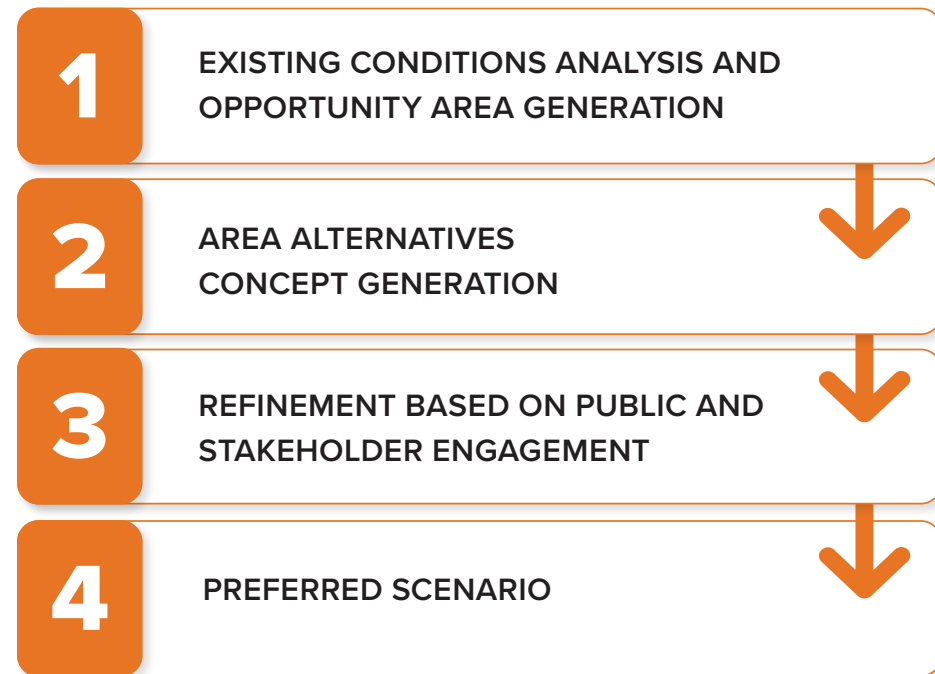 1
EXISTING CONDITIONS ANALYSIS AND
OPPORTUNITY AREA GENERATION
2
AREA ALTERNATIVES
CONCEPT GENERATION
3
REFINEMENT BASED ON PUBLIC AND
STAKEHOLDER ENGAGEMENT
4
PREFERRED SCENARIO